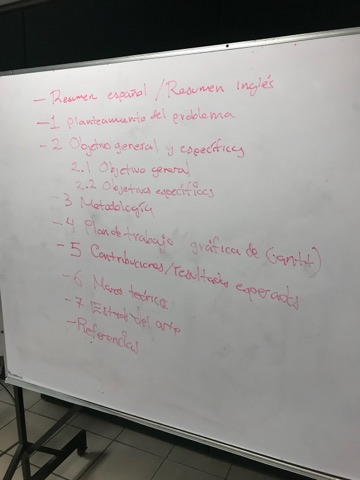 - Resumen español / Resumen inglés
- 1 planteamiento del problema
- 2 Objetivo general y específicos
2.1 Objetivo general
2.2 Objetivos específicos
- 3 Metodología
- 4 Plan de trabajo gráfica de (Gantt)
- 5 Contribuciones/resultados esperados
- 6 Marco teórico
- 7 Estado del arte
- Referencias